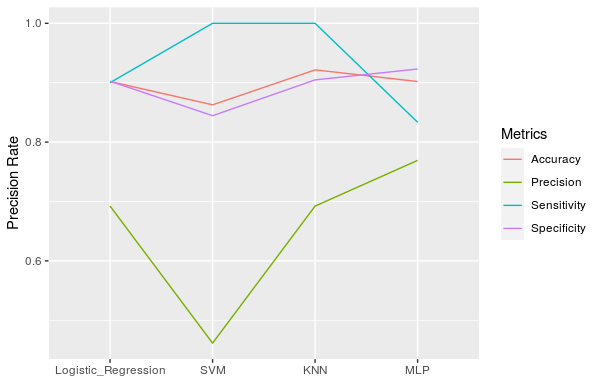 1.0
0.8
0.6
Precision Rate
Logistic_Regression SVM KNN MLP
Metrics
Accuracy
Precision
Sensitivity
Specificity